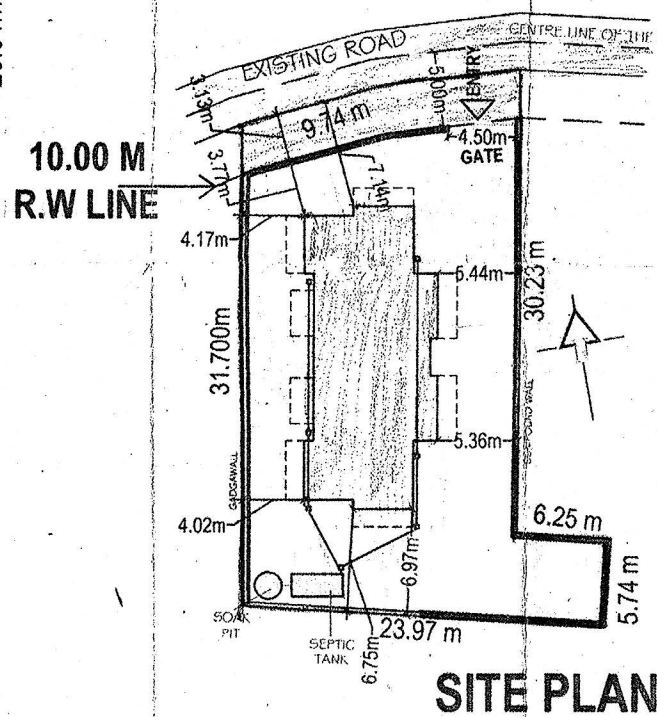 EXISTING ROAD
CENTRE LINE OF THE
3.13m
9.74 m
5.00m
ENTRY
10.00 M
R.W LINE
3.77m
7.14m
4.50m
GATE
4.17m
5.44m
30.23 m
31.700m
5.36m
GADGAWALL
4.02m
6.25 m
6.97m
5.74 m
SOAK
PIT
SEPTIC
TANK
6.75m
23.97 m
SITE PLAN